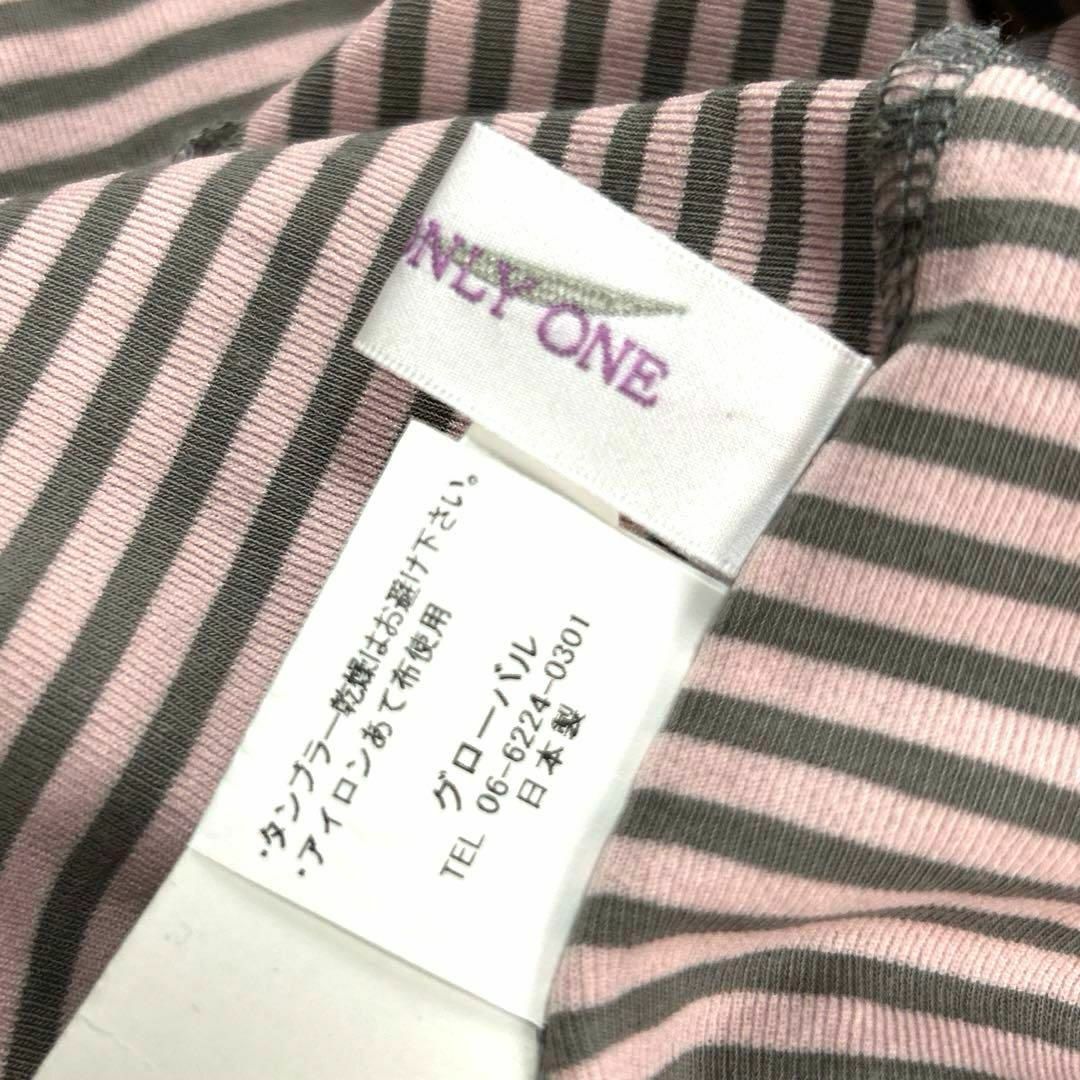 ONLY ONE
・タンブラー乾燥はお避け下さい。
・アイロンあて布使用
グローバル
TEL 06-6224-0301
日本製